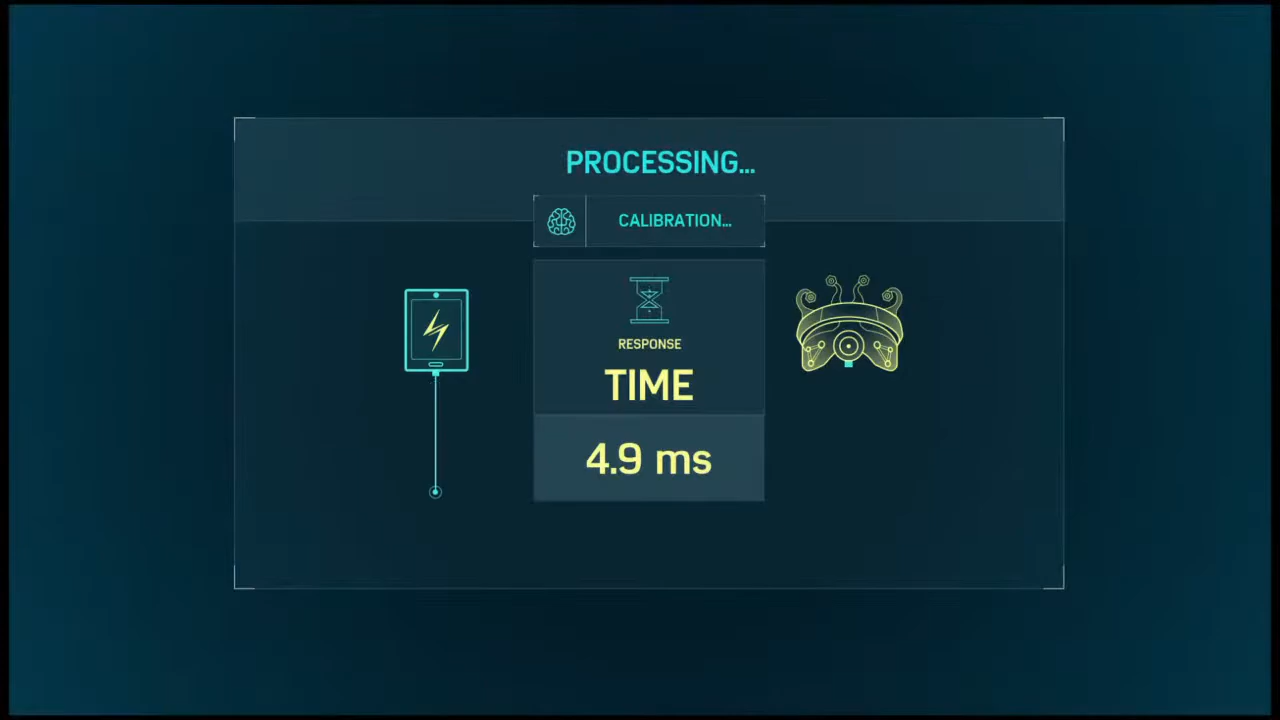 PROCESSING...
CALIBRATION...
RESPONSE
TIME
4.9 ms